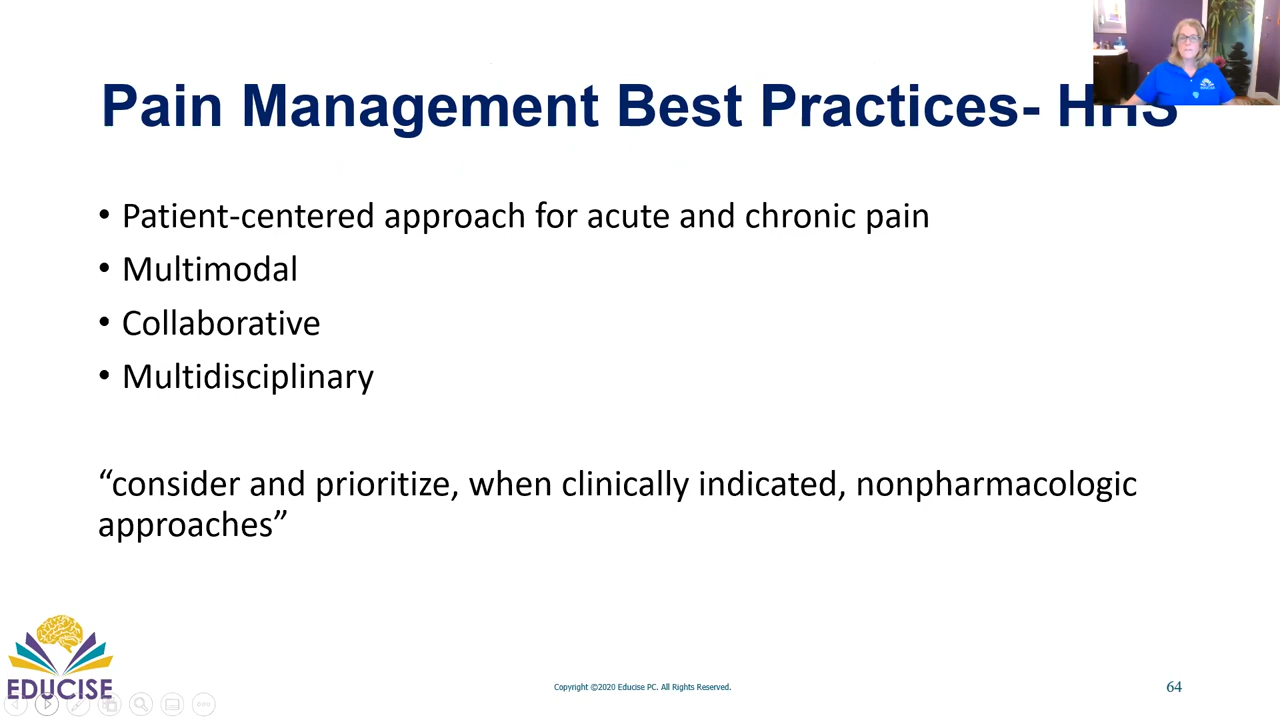 Pain Management Best Practices- HHS
• Patient-centered approach for acute and chronic pain
• Multimodal
• Collaborative
• Multidisciplinary
“consider and prioritize, when clinically indicated, nonpharmacologic
approaches”
EDUCISE
Copyright ©2020 Educise PC. All Rights Reserved.
64